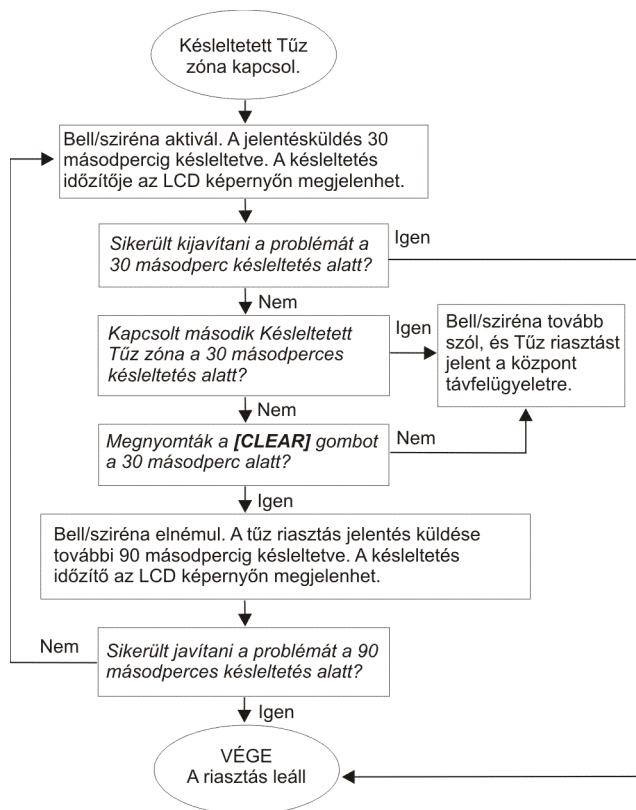 Késleltetett Tűz
zóna kapcsol.
Bell/sziréna aktivál. A jelentésküldés 30
másodpercig késleltetve. A késleltetés
időzítője az LCD képernyőn megjelenhet.
Sikerült kijavítani a problémát a
30 másodperc késleltetés alatt?
Igen
Nem
Kapcsolt második Késleltetett
Tűz zóna a 30 másodperces
késleltetés alatt?
Igen
Bell/sziréna tovább
szól, és Tűz riasztást
jelent a központ
távfelügyeletre.
Nem
Megnyomták a [CLEAR] gombot
a 30 másodperc alatt?
Nem
Igen
Bell/sziréna elnémul. A tűz riasztás jelentés küldése
további 90 másodpercig késleltetve. A késleltetés
időzítő az LCD képernyőn megjelenhet.
Nem
Sikerült javítani a problémát a 90
másodperces késleltetés alatt?
Igen
VÉGE
A riasztás leáll